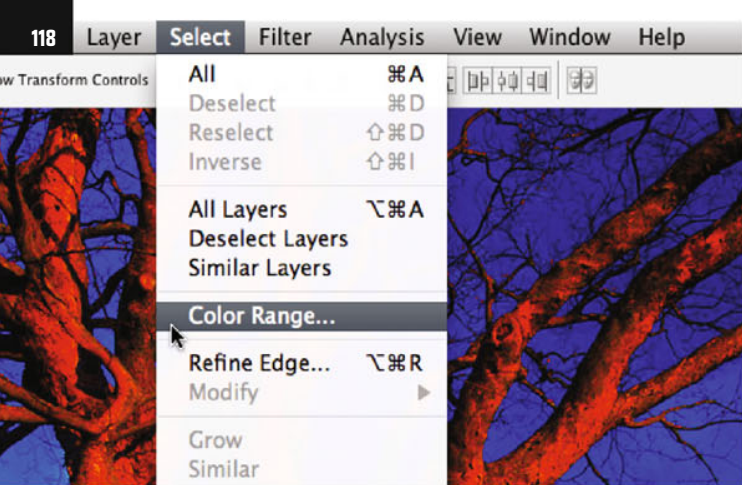 118
Layer Select Filter Analysis View Window Help
ow Transform Controls
All ⌘A
Deselect ⌘D
Reselect ⇧⌘D
Inverse ⇧⌘I
All Layers ⌥⌘A
Deselect Layers
Similar Layers
Color Range...
Refine Edge... ⌥⌘R
Modify
Grow
Similar